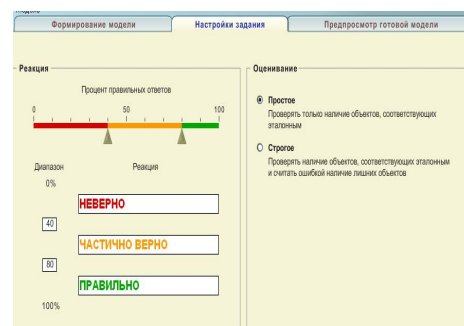 Формирование модели
Настройки задания
Предпросмотр готовой модели
Реакция
Процент правильных ответов
0 50 100
Диапазон Реакция
0%
НЕВЕРНО
40
ЧАСТИЧНО ВЕРНО
80
ПРАВИЛЬНО
100%
Оценивание
Простое
Проверять только наличие объектов, соответствующих
эталонным
Строгое
Проверять наличие объектов, соответствующих эталонным
и считать ошибкой наличие лишних объектов